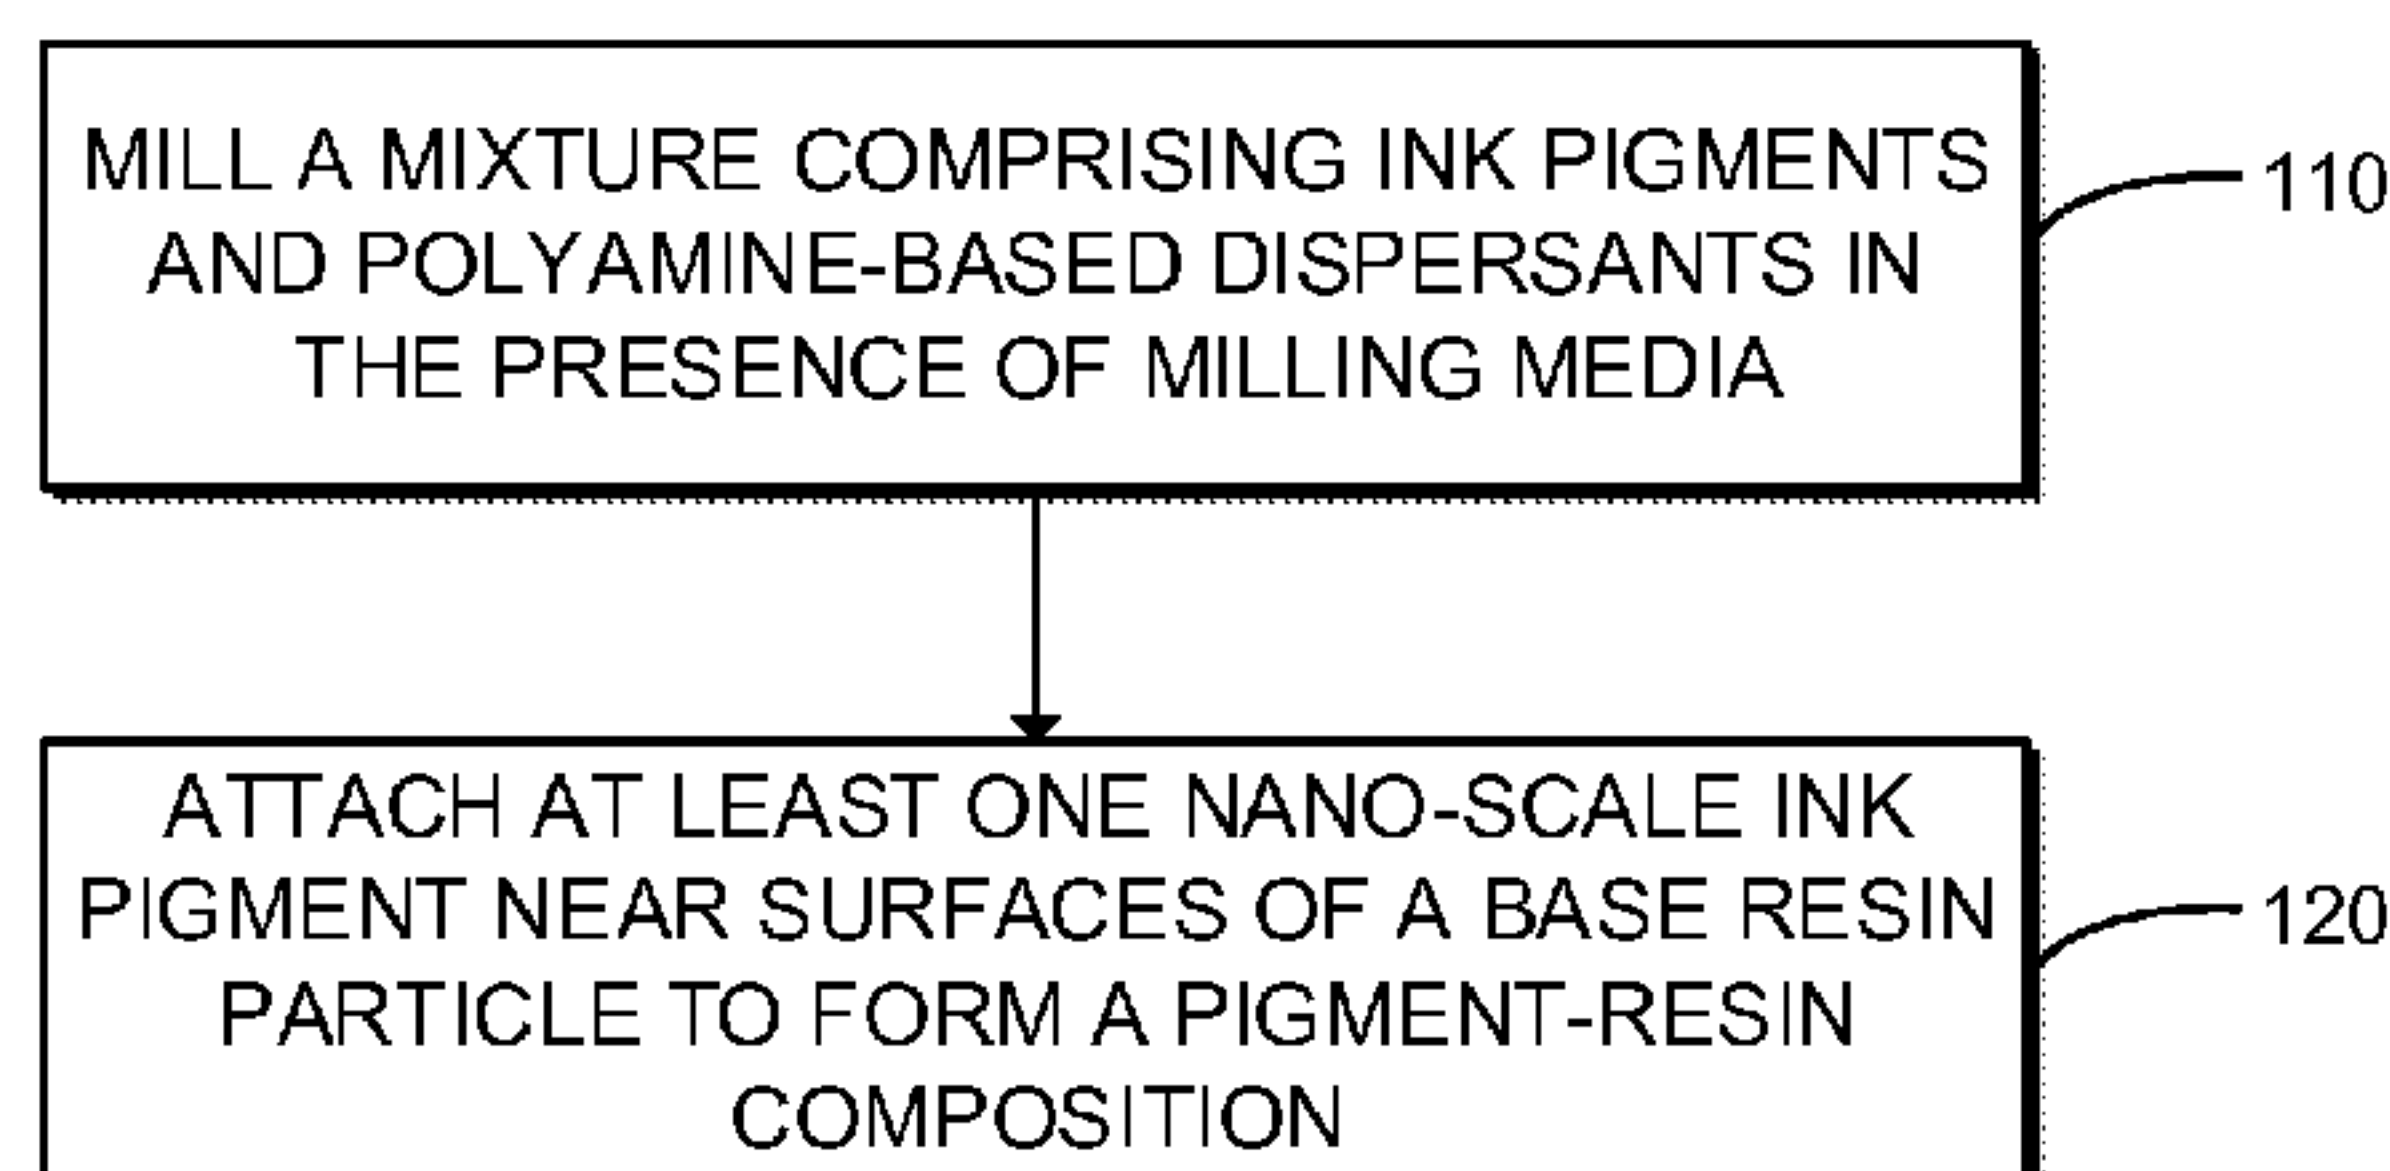 MILL A MIXTURE COMPRISING INK PIGMENTS
AND POLYAMINE-BASED DISPERSANTS IN
THE PRESENCE OF MILLING MEDIA
110
ATTACH AT LEAST ONE NANO-SCALE INK
PIGMENT NEAR SURFACES OF A BASE RESIN
PARTICLE TO FORM A PIGMENT-RESIN
COMPOSITION
120